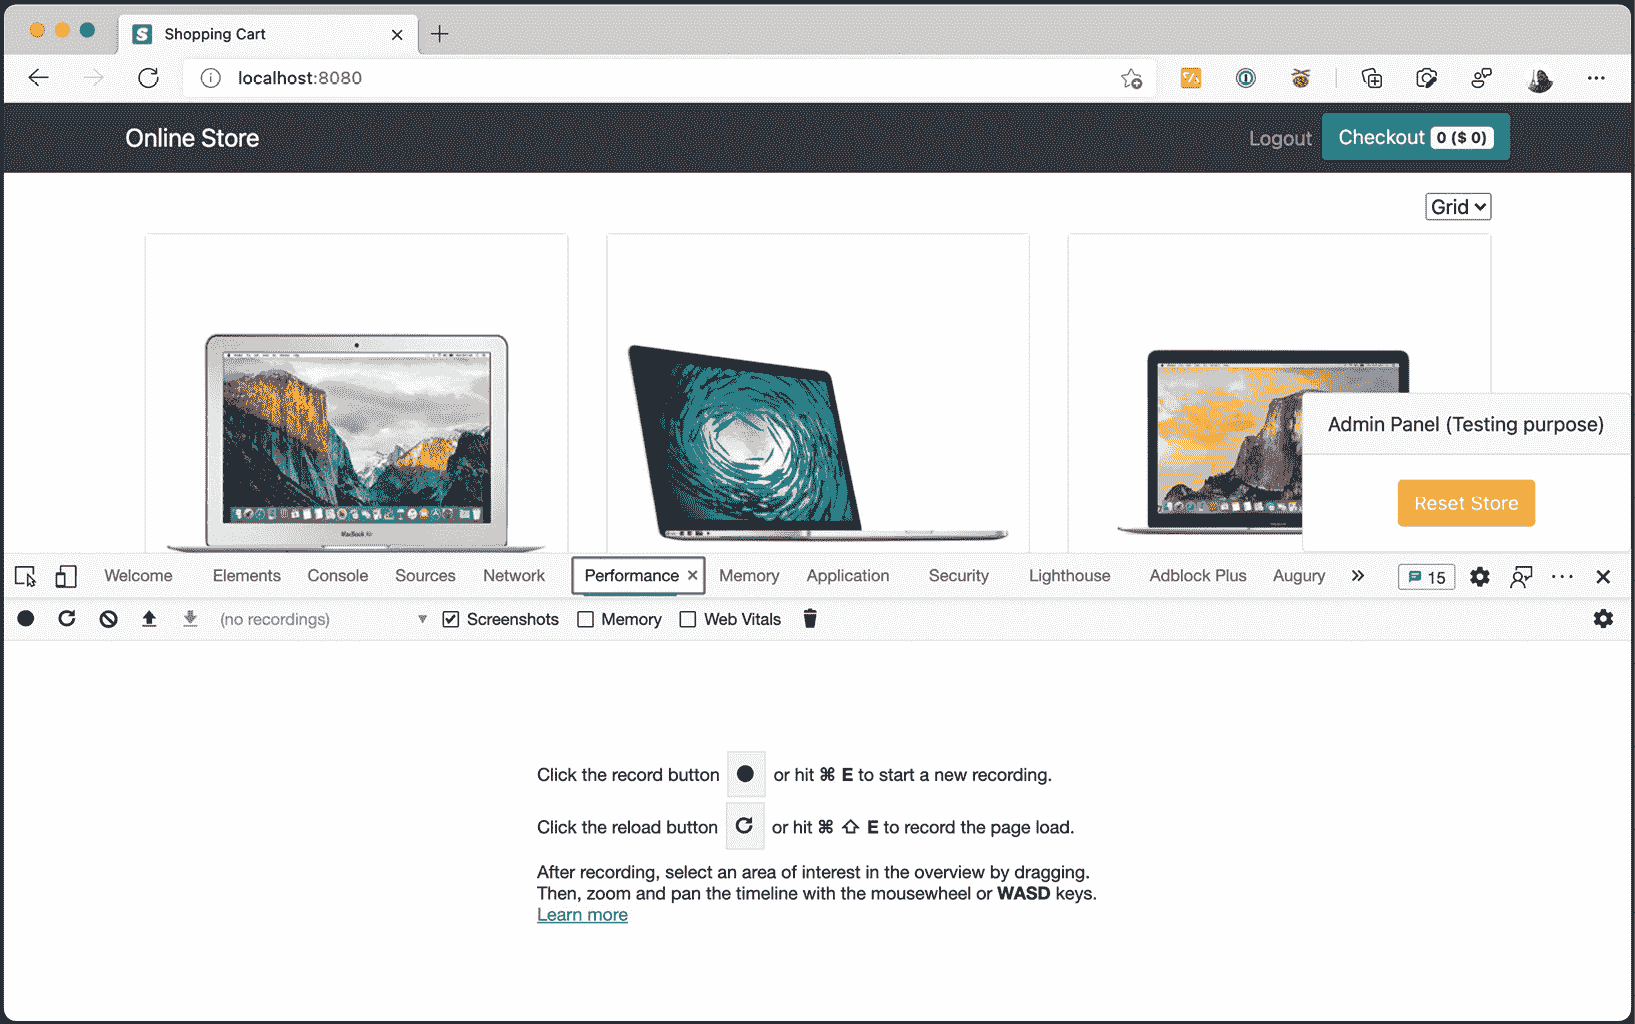 Shopping Cart
localhost:8080
Online Store
Logout
Checkout 0 ($ 0)
Grid
MacBook Air
Admin Panel (Testing purpose)
Reset Store
Welcome Elements Console Sources Network Performance Memory Application Security Lighthouse Adblock Plus Augury 15
(no recordings) Screenshots Memory Web Vitals
Click the record button or hit ⌘ E to start a new recording.
Click the reload button or hit ⌘ ⇧ E to record the page load.
After recording, select an area of interest in the overview by dragging.
Then, zoom and pan the timeline with the mousewheel or WASD keys.
Learn more